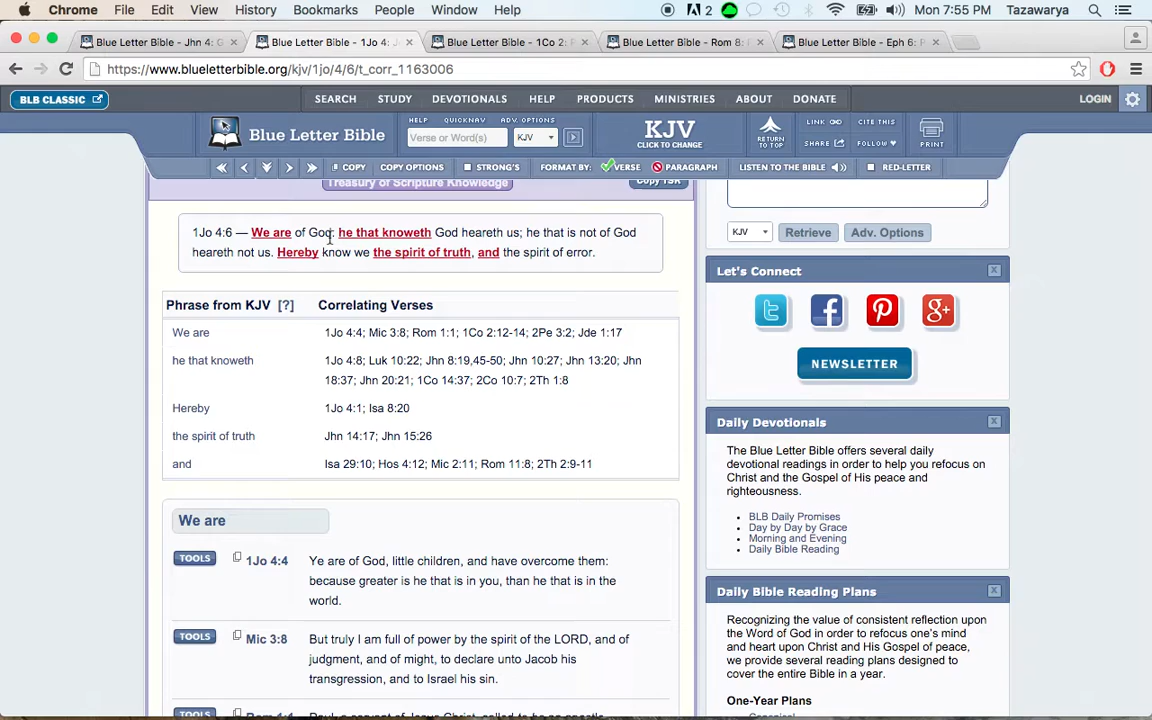 Chrome File Edit View History Bookmarks People Window Help 2 Mon 7:55 PM Tazawarya
Blue Letter Bible - Jhn 4: G × Blue Letter Bible - 1Jo 4: × Blue Letter Bible - 1Co 2: P × Blue Letter Bible - Rom 8: × Blue Letter Bible - Eph 6: P ×
https://www.blueletterbible.org/kjv/1jo/4/6/t_corr_1163006
BLB CLASSIC SEARCH STUDY DEVOTIONALS HELP PRODUCTS MINISTRIES ABOUT DONATE LOGIN
Blue Letter Bible
HELP QUICKNAV ADV. OPTIONS
Verse or Word(s) KJV
KJV
CLICK TO CHANGE
RETURN
TO TOP
LINK CITE THIS
SHARE FOLLOW
PRINT
COPY COPY OPTIONS STRONG'S FORMAT BY: VERSE PARAGRAPH LISTEN TO THE BIBLE RED-LETTER
Treasury of Scripture Knowledge Copy TSK
1Jo 4:6 — We are of God: he that knoweth God heareth us; he that is not of God
heareth not us. Hereby know we the spirit of truth, and the spirit of error.
Phrase from KJV [?] Correlating Verses
We are 1Jo 4:4; Mic 3:8; Rom 1:1; 1Co 2:12-14; 2Pe 3:2; Jde 1:17
he that knoweth 1Jo 4:8; Luk 10:22; Jhn 8:19,45-50; Jhn 10:27; Jhn 13:20; Jhn
18:37; Jhn 20:21; 1Co 14:37; 2Co 10:7; 2Th 1:8
Hereby 1Jo 4:1; Isa 8:20
the spirit of truth Jhn 14:17; Jhn 15:26
and Isa 29:10; Hos 4:12; Mic 2:11; Rom 11:8; 2Th 2:9-11
We are
TOOLS 1Jo 4:4 Ye are of God, little children, and have overcome them:
because greater is he that is in you, than he that is in the
world.
TOOLS Mic 3:8 But truly I am full of power by the spirit of the LORD, and of
judgment, and of might, to declare unto Jacob his
transgression, and to Israel his sin.
TOOLS Rom 1:1 Paul, a servant of Jesus Christ, called to be an apostle,
KJV Retrieve Adv. Options
Let's Connect
NEWSLETTER
Daily Devotionals
The Blue Letter Bible offers several daily
devotional readings in order to help you refocus on
Christ and the Gospel of His peace and
righteousness.
BLB Daily Promises
Day by Day by Grace
Morning and Evening
Daily Bible Reading
Daily Bible Reading Plans
Recognizing the value of consistent reflection upon
the Word of God in order to refocus one's mind
and heart upon Christ and His Gospel of peace,
we provide several reading plans designed to
cover the entire Bible in a year.
One-Year Plans